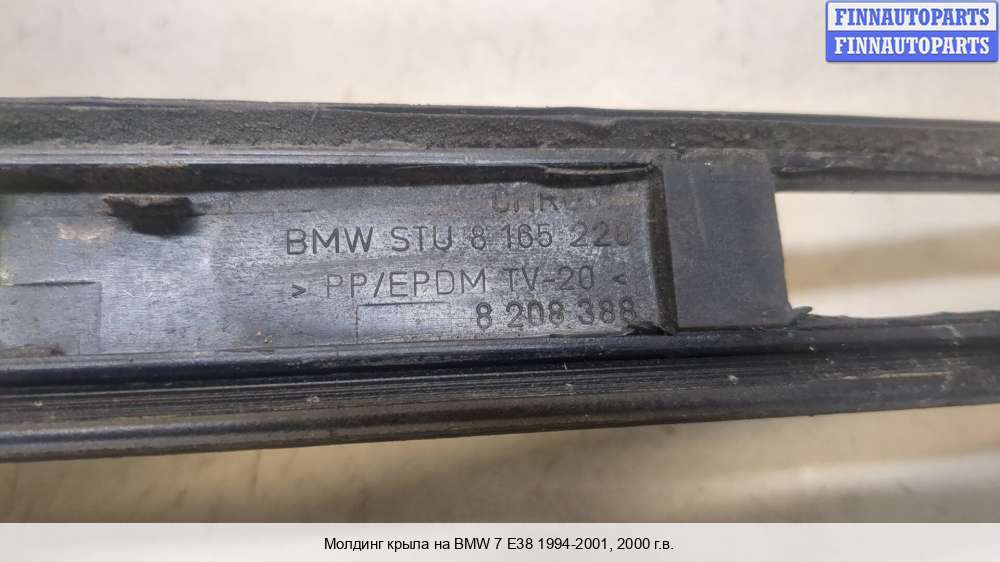 FINNAUTOPARTS
FINNAUTOPARTS
BMW STU 8 165 220
> PP/EPDM TV-20 <
8 208 388
Молдинг крыла на BMW 7 E38 1994-2001, 2000 г.в.